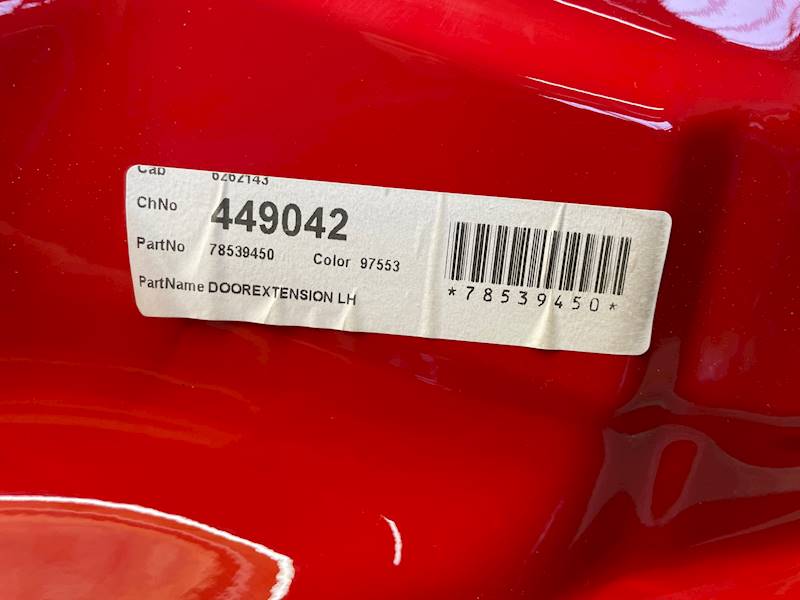 Cab 6262143
ChNo 449042
PartNo 78539450 Color 97553
PartName DOOREXTENSION LH
*78539450*